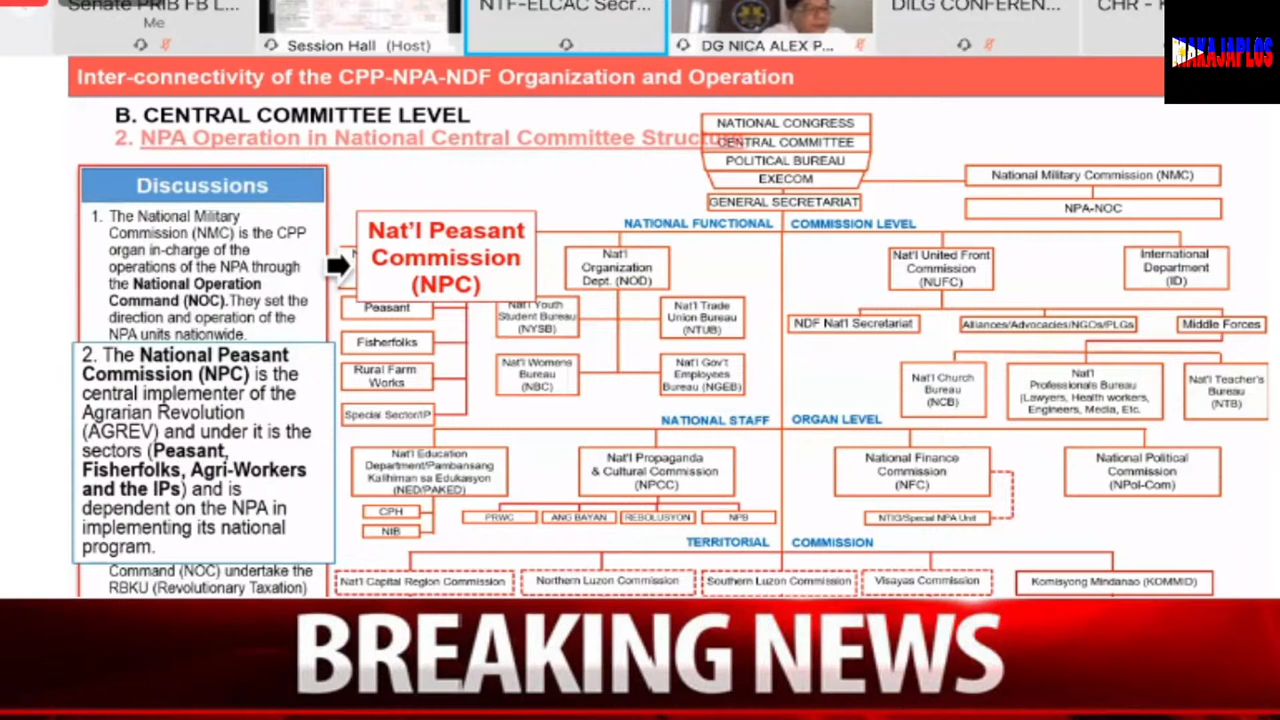 Senate PRIB FB L...
Me
Session Hall (Host)
NTF-ELCAC Secr...
DG NICA ALEX P...
DILG CONFEREN...
CHR -
MAKAJAPLOS
Inter-connectivity of the CPP-NPA-NDF Organization and Operation
B. CENTRAL COMMITTEE LEVEL
2. NPA Operation in National Central Committee Structure
Discussions
1. The National Military
Commission (NMC) is the CPP
organ in-charge of the
operations of the NPA through
the National Operation
Command (NOC). They set the
direction and operation of the
NPA units nationwide.
2. The National Peasant
Commission (NPC) is the
central implementer of the
Agrarian Revolution
(AGREV) and under it is the
sectors (Peasant,
Fisherfolks, Agri-Workers
and the IPs) and is
dependent on the NPA in
implementing its national
program.
Command (NOC) undertake the
RBKU (Revolutionary Taxation)
NATIONAL CONGRESS
CENTRAL COMMITTEE
POLITICAL BUREAU
EXECOM
GENERAL SECRETARIAT
National Military Commission (NMC)
NPA-NOC
NATIONAL FUNCTIONAL COMMISSION LEVEL
Nat'l Peasant
Commission
(NPC)
Peasant
Fisherfolks
Rural Farm
Works
Special Sector/IP
Nat'l
Organization
Dept. (NOD)
Nat'l Youth
Student Bureau
(NYSB)
Nat'l Trade
Union Bureau
(NTUB)
Nat'l Womens
Bureau
(NBC)
Nat'l Gov't
Employees
Bureau (NGEB)
Nat'l United Front
Commission
(NUFC)
International
Department
(ID)
NDF Nat'l Secretariat
Alliances/Advocacies/NGOs/PLGs
Middle Forces
Nat'l Church
Bureau
(NCB)
Nat'l
Professionals Bureau
(Lawyers, Health workers,
Engineers, Media, Etc.
Nat'l Teacher's
Bureau
(NTB)
NATIONAL STAFF ORGAN LEVEL
Nat'l Education
Department/Pambansang
Kalihiman sa Edukasyon
(NED/PAKED)
CPH
NIB
Nat'l Propaganda
& Cultural Commission
(NPCC)
PRWC
ANG BAYAN
REBOLUSYON
NPB
National Finance
Commission
(NFC)
NTIG/Special NPA Unit
National Political
Commission
(NPol-Com)
TERRITORIAL COMMISSION
Nat'l Capital Region Commission
Northern Luzon Commission
Southern Luzon Commission
Visayas Commission
Komisyong Mindanao (KOMMID)
BREAKING NEWS